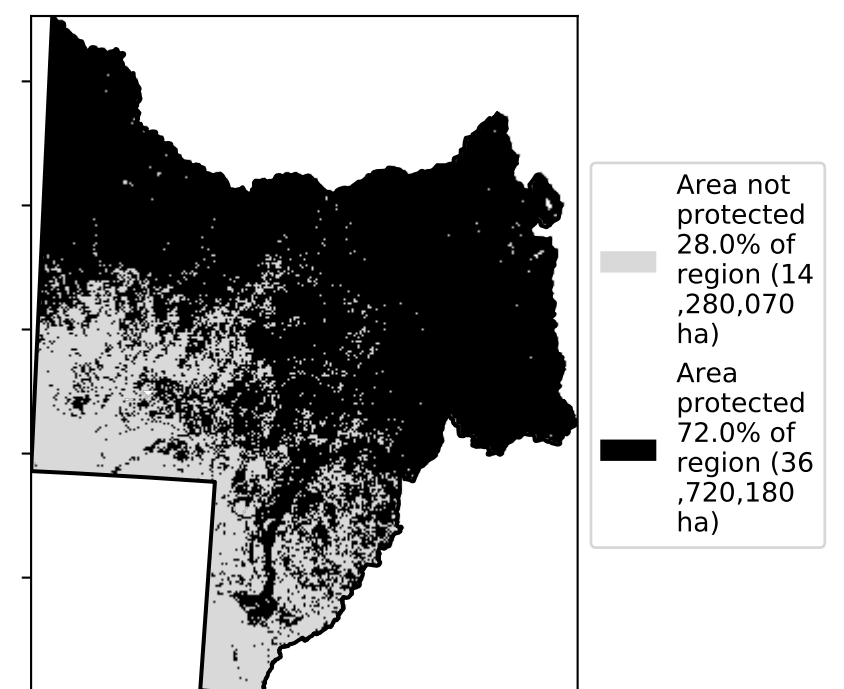 Area not
protected
28.0% of
region (14
,280,070
ha)
Area
protected
72.0% of
region (36
,720,180
ha)